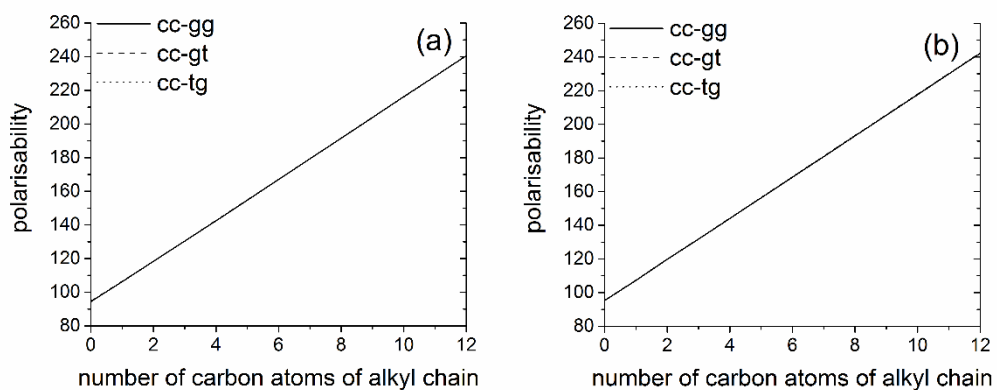 cc-gg
cc-gt
cc-tg
(a)
260
240
220
200
180
160
140
120
100
80
polarisability
0 2 4 6 8 10 12
number of carbon atoms of alkyl chain
cc-gg
cc-gt
cc-tg
(b)
260
240
220
200
180
160
140
120
100
80
polarisability
0 2 4 6 8 10 12
number of carbon atoms of alkyl chain